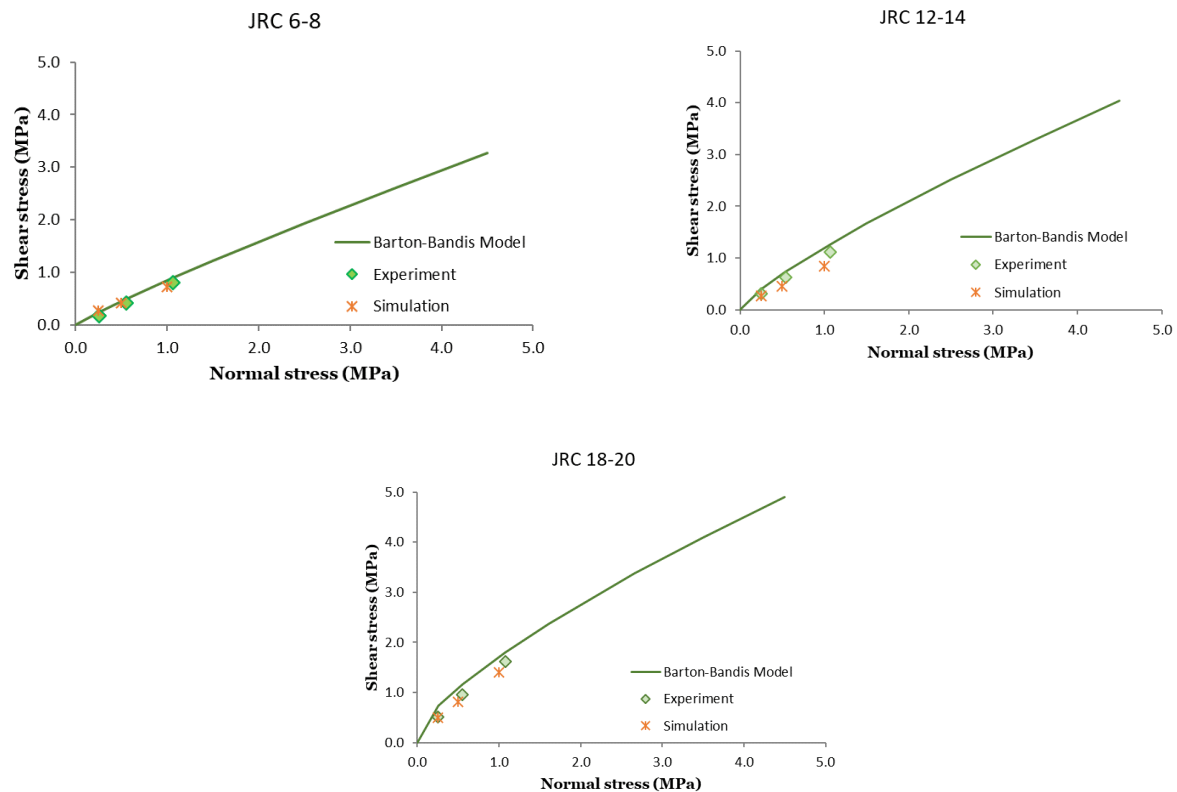 JRC 6-8
5.0
4.0
3.0
2.0
1.0
0.0
Shear stress (MPa)
Barton-Bandis Model
Experiment
Simulation
0.0 1.0 2.0 3.0 4.0 5.0
Normal stress (MPa)
JRC 12-14
5.0
4.0
3.0
2.0
1.0
0.0
Shear stress (MPa)
Barton-Bandis Model
Experiment
Simulation
0.0 1.0 2.0 3.0 4.0 5.0
Normal stress (MPa)
JRC 18-20
5.0
4.0
3.0
2.0
1.0
0.0
Shear stress (MPa)
Barton-Bandis Model
Experiment
Simulation
0.0 1.0 2.0 3.0 4.0 5.0
Normal stress (MPa)